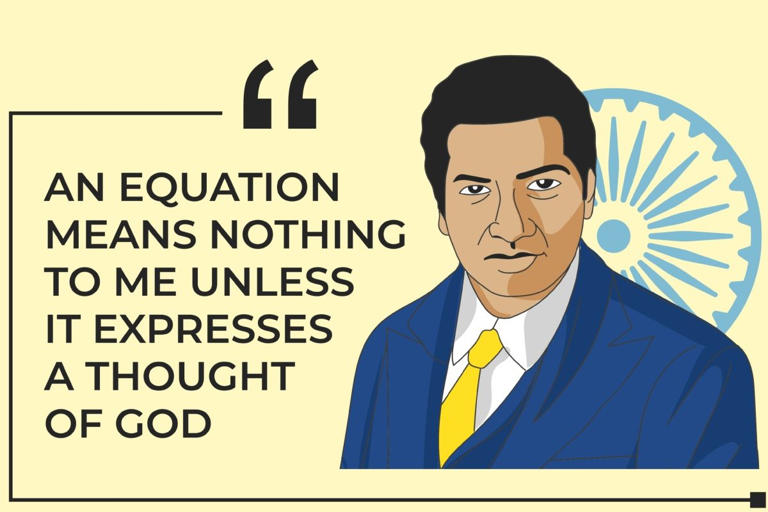 “
AN EQUATION
MEANS NOTHING
TO ME UNLESS
IT EXPRESSES
A THOUGHT
OF GOD